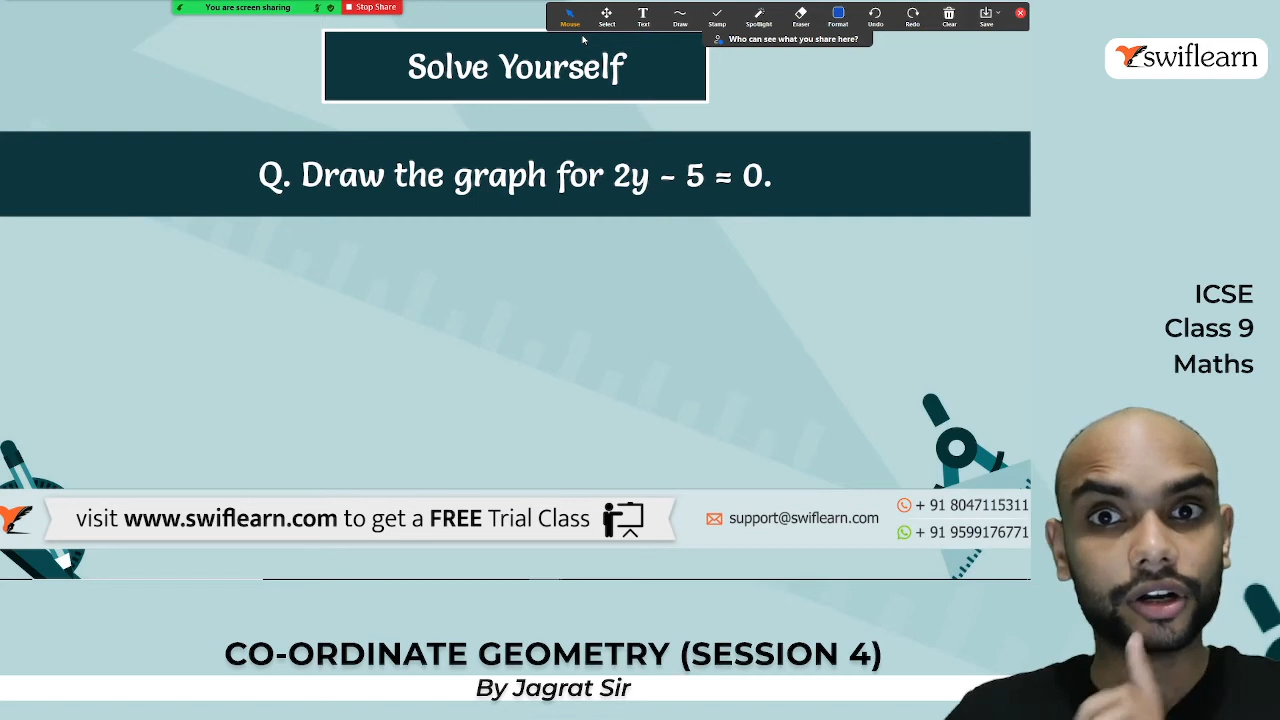 You are screen sharing
Stop Share
Mouse
Select
Text
Draw
Stamp
Spotlight
Eraser
Format
Undo
Redo
Clear
Save
Who can see what you share here?
Solve Yourself
swiflearn
Q. Draw the graph for 2y - 5 = 0.
ICSE
Class 9
Maths
visit www.swiflearn.com to get a FREE Trial Class
support@swiflearn.com
+ 91 8047115311
+ 91 9599176771
CO-ORDINATE GEOMETRY (SESSION 4)
By Jagrat Sir